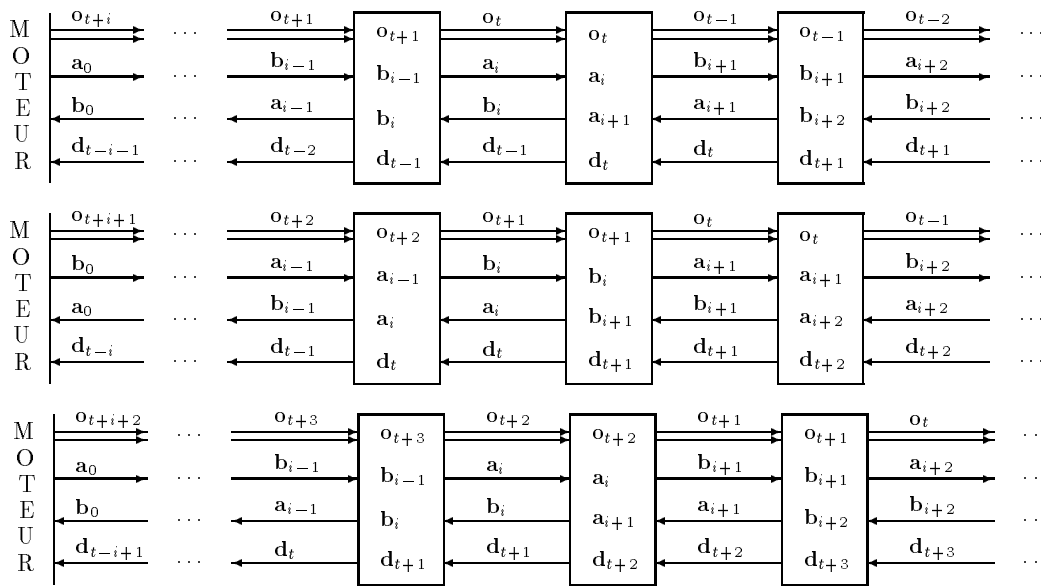 MOTEUR
o_{t+i} o_{t+1} o_{t+1} o_t o_t o_{t−1} o_{t−1} o_{t−2}
··· ···
a_0 ··· b_{i−1} b_{i−1} a_i a_i b_{i+1} b_{i+1} a_{i+2} ···
b_0 ··· a_{i−1} b_i b_i a_{i+1} a_{i+1} b_{i+2} b_{i+2} ···
d_{t−i−1} ··· d_{t−2} d_{t−1} d_{t−1} d_t d_t d_{t+1} d_{t+1} ···
MOTEUR
o_{t+i+1} o_{t+2} o_{t+2} o_{t+1} o_{t+1} o_t o_t o_{t−1}
··· ···
b_0 ··· a_{i−1} a_{i−1} b_i b_i a_{i+1} a_{i+1} b_{i+2} ···
a_0 ··· b_{i−1} a_i a_i b_{i+1} b_{i+1} a_{i+2} a_{i+2} ···
d_{t−i} ··· d_{t−1} d_t d_t d_{t+1} d_{t+1} d_{t+2} d_{t+2} ···
MOTEUR
o_{t+i+2} o_{t+3} o_{t+3} o_{t+2} o_{t+2} o_{t+1} o_{t+1} o_t
··· ···
a_0 ··· b_{i−1} b_{i−1} a_i a_i b_{i+1} b_{i+1} a_{i+2} ···
b_0 ··· a_{i−1} b_i b_i a_{i+1} a_{i+1} b_{i+2} b_{i+2} ···
d_{t−i+1} ··· d_t d_{t+1} d_{t+1} d_{t+2} d_{t+2} d_{t+3} d_{t+3} ···